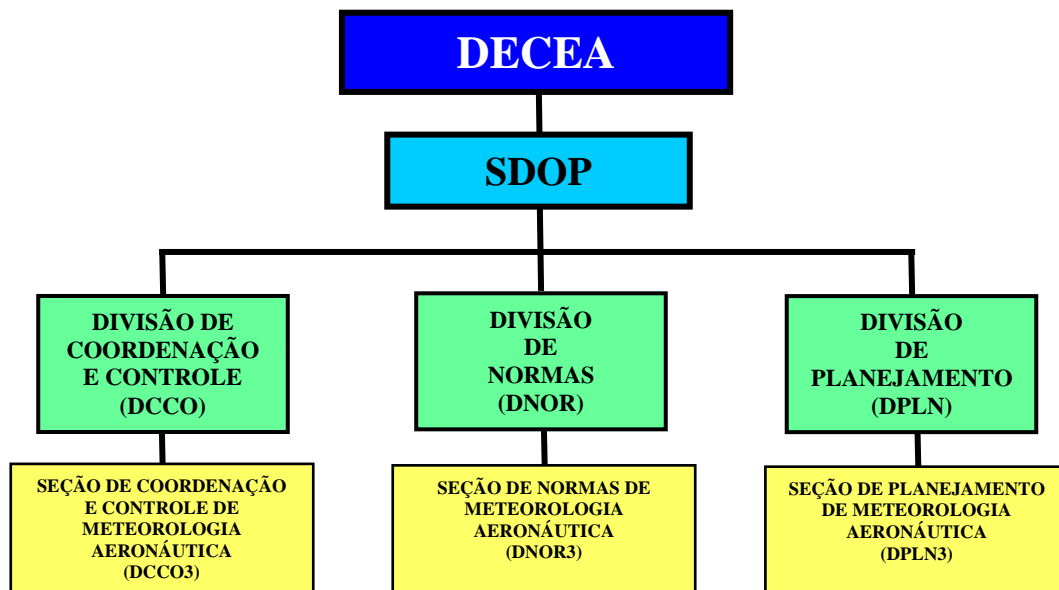 DECEA
SDOP
DIVISÃO DE
COORDENAÇÃO
E CONTROLE
(DCCO)
DIVISÃO
DE
NORMAS
(DNOR)
DIVISÃO
DE
PLANEJAMENTO
(DPLN)
SEÇÃO DE COORDENAÇÃO
E CONTROLE DE
METEOROLOGIA
AERONÁUTICA
(DCCO3)
SEÇÃO DE NORMAS DE
METEOROLOGIA
AERONÁUTICA
(DNOR3)
SEÇÃO DE PLANEJAMENTO
DE METEOROLOGIA
AERONÁUTICA
(DPLN3)